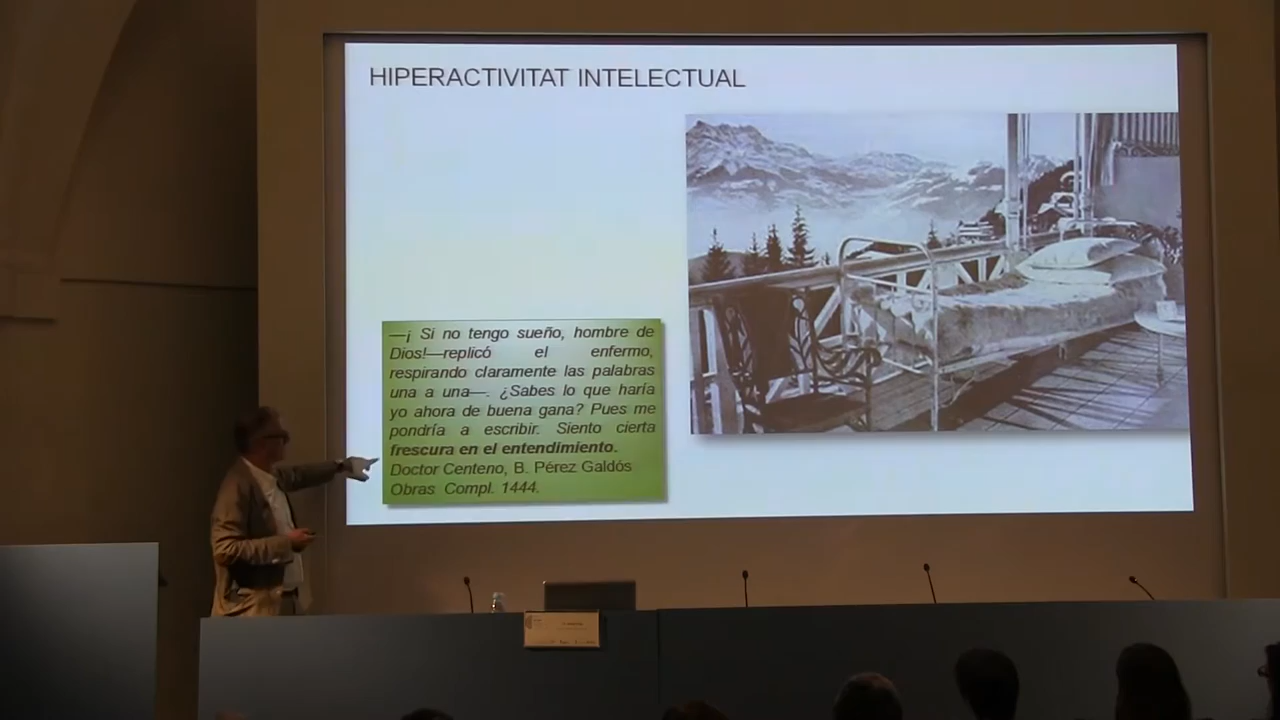 HIPERACTIVITAT INTELECTUAL
—¡ Si no tengo sueño, hombre de
Dios!—replicó el enfermo,
respirando claramente las palabras
una a una—. ¿Sabes lo que haría
yo ahora de buena gana? Pues me
pondría a escribir. Siento cierta
frescura en el entendimiento.
Doctor Centeno, B. Pérez Galdós
Obras Compl. 1444.